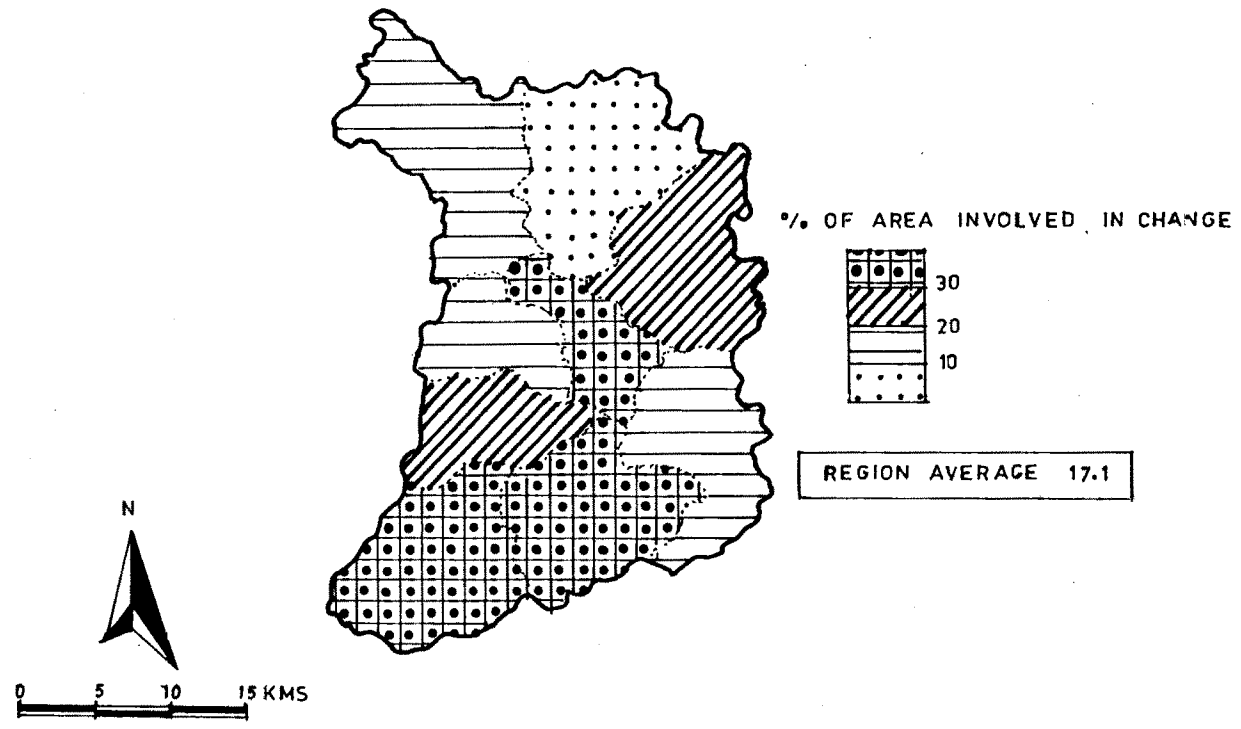 °/. OF AREA INVOLVED IN CHANGE
30
20
10
REGION AVERAGE 17.1
N
0 5 10 15 KMS